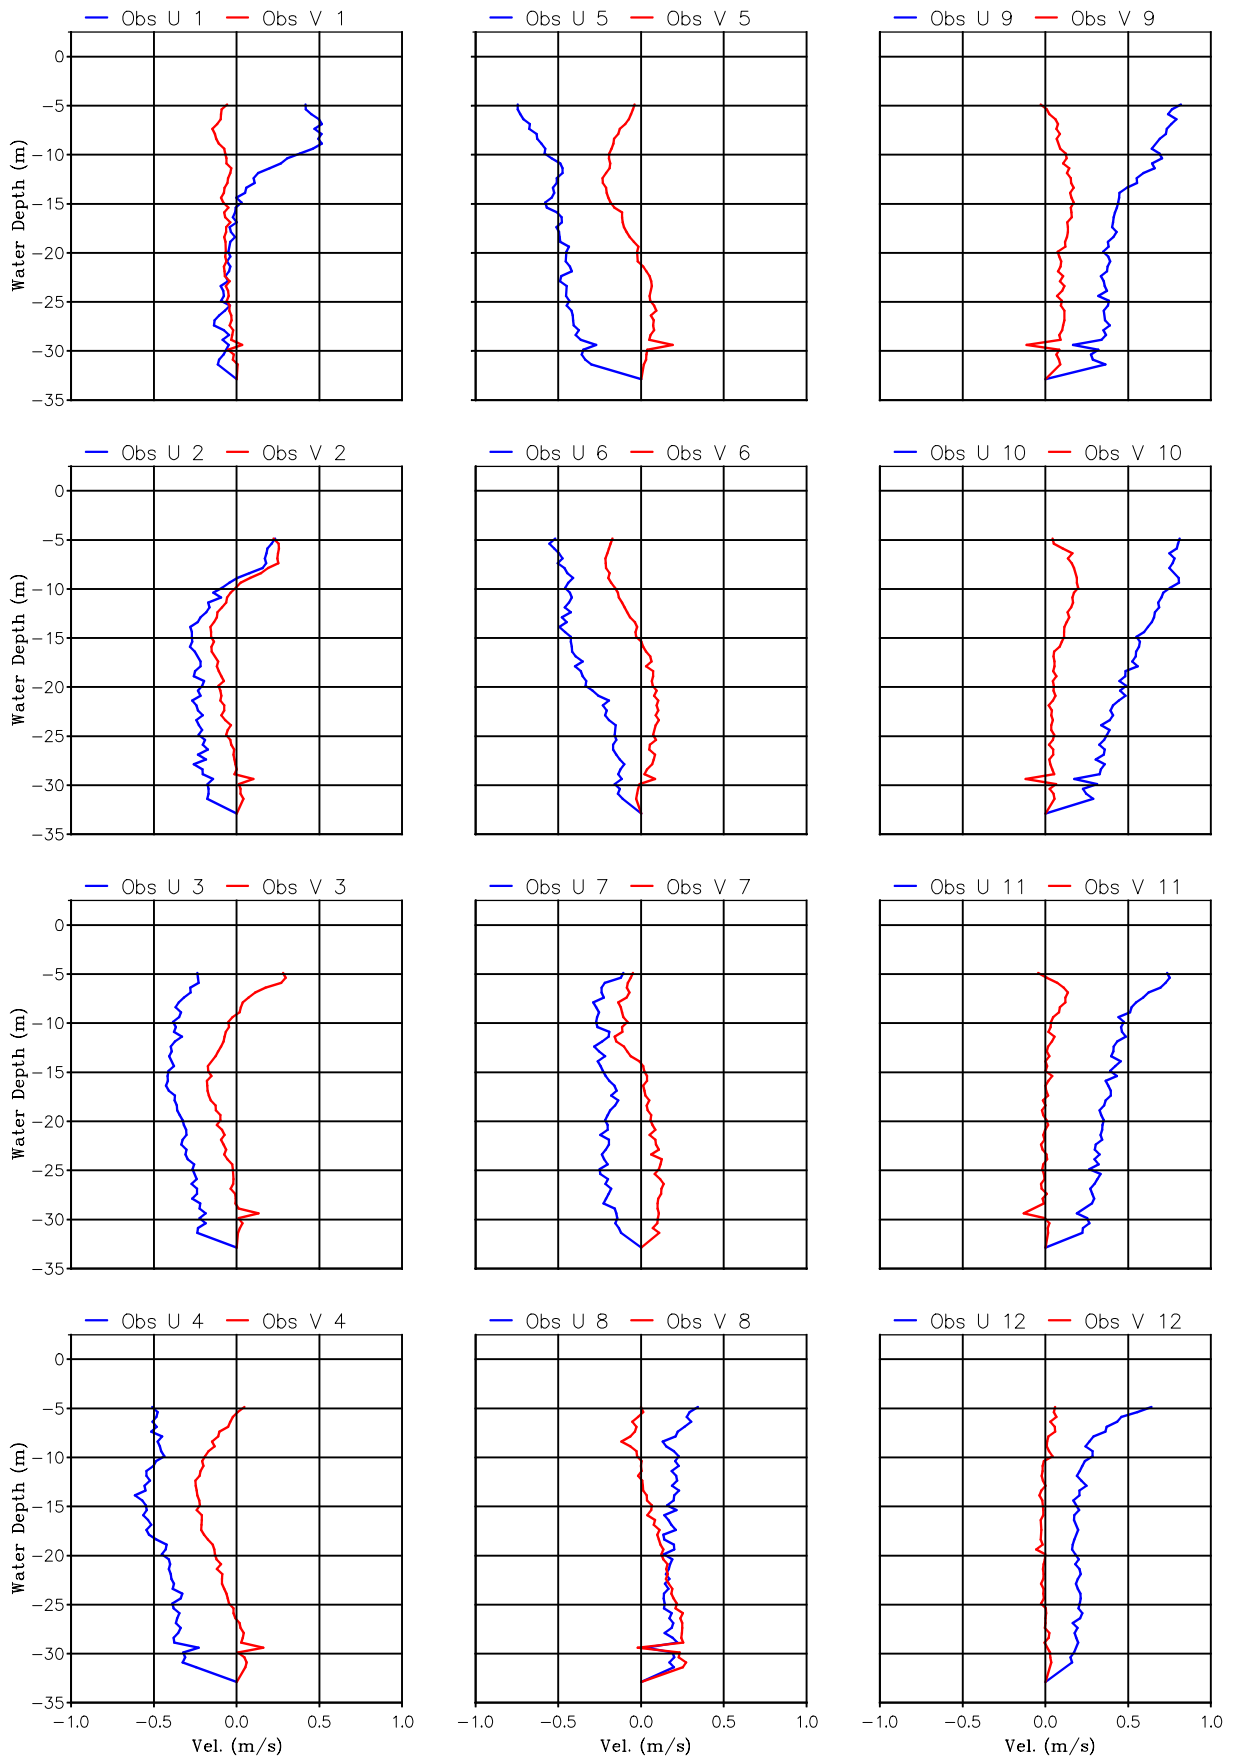 Obs U 1 Obs V 1
Obs U 5 Obs V 5
Obs U 9 Obs V 9
0
-5
-10
-15
-20
-25
-30
-35
Water Depth (m)
Obs U 2 Obs V 2
Obs U 6 Obs V 6
Obs U 10 Obs V 10
0
-5
-10
-15
-20
-25
-30
-35
Water Depth (m)
Obs U 3 Obs V 3
Obs U 7 Obs V 7
Obs U 11 Obs V 11
0
-5
-10
-15
-20
-25
-30
-35
Water Depth (m)
Obs U 4 Obs V 4
Obs U 8 Obs V 8
Obs U 12 Obs V 12
0
-5
-10
-15
-20
-25
-30
-35
Water Depth (m)
-1.0 -0.5 0.0 0.5 1.0
Vel. (m/s)
-1.0 -0.5 0.0 0.5 1.0
Vel. (m/s)
-1.0 -0.5 0.0 0.5 1.0
Vel. (m/s)